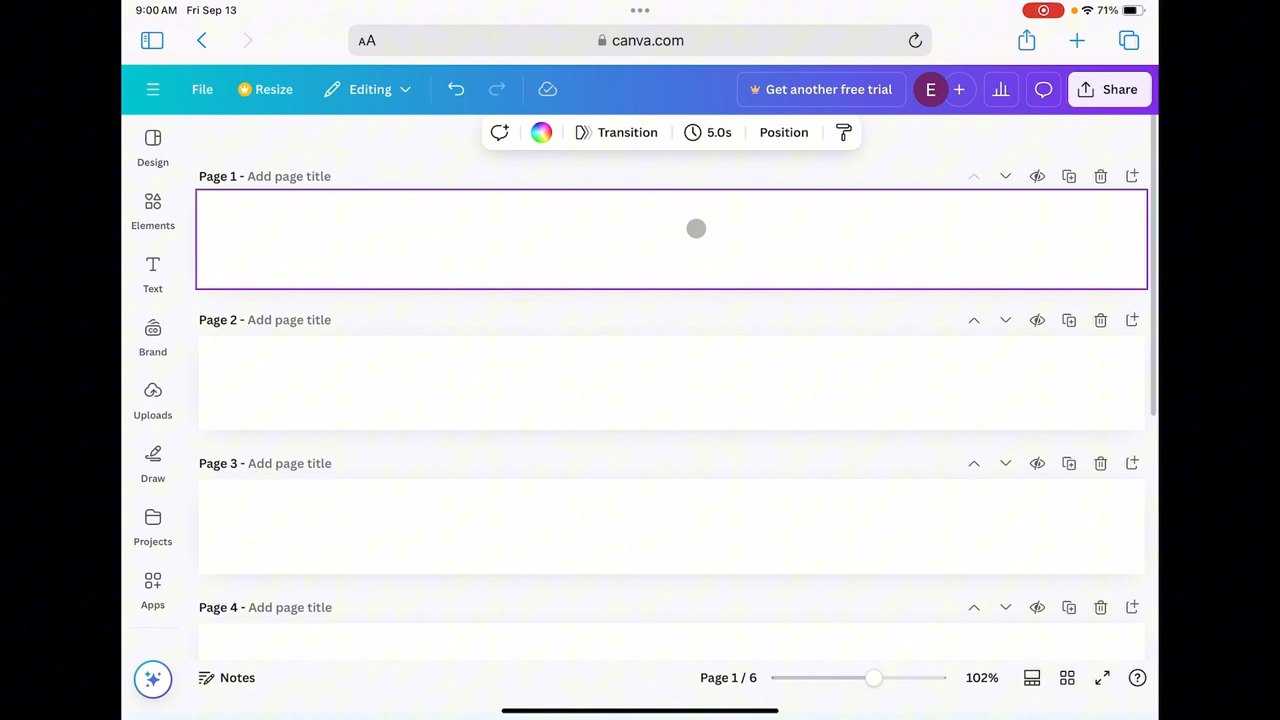 9:00 AM Fri Sep 13
71%
AA
canva.com
File
Resize
Editing
Get another free trial
E
+
Share
Transition
5.0s
Position
Design
Elements
Text
Brand
Uploads
Draw
Projects
Apps
Page 1 - Add page title
Page 2 - Add page title
Page 3 - Add page title
Page 4 - Add page title
Notes
Page 1 / 6
102%